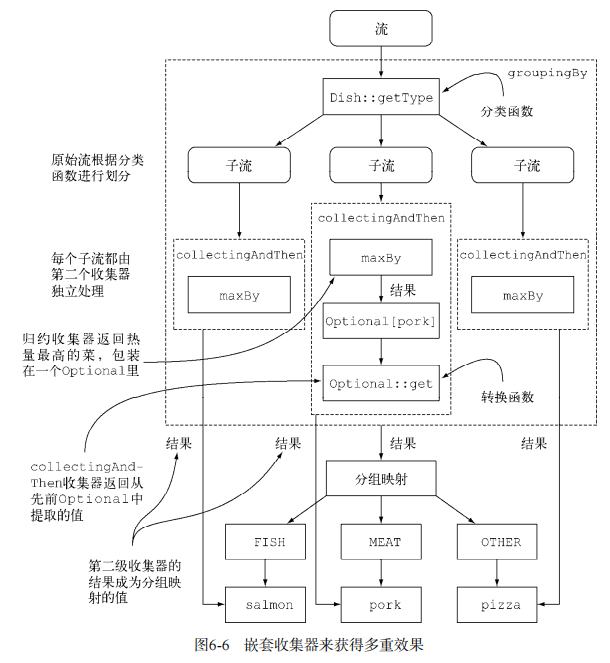 流
groupingBy
Dish::getType
分类函数
原始流根据分类
函数进行划分
子流
子流
子流
collectingAndThen
每个子流都由
第二个收集器
独立处理
collectingAndThen
maxBy
maxBy
collectingAndThen
maxBy
结果
归约收集器返回热
量最高的菜，包装
在一个Optional里
Optional[pork]
Optional::get
转换函数
collectingAnd-
Then收集器返回从
先前Optional中
提取的值
结果
结果
结果
结果
分组映射
第二级收集器的
结果成为分组映
射的值
FISH
MEAT
OTHER
salmon
pork
pizza
图6-6 嵌套收集器来获得多重效果